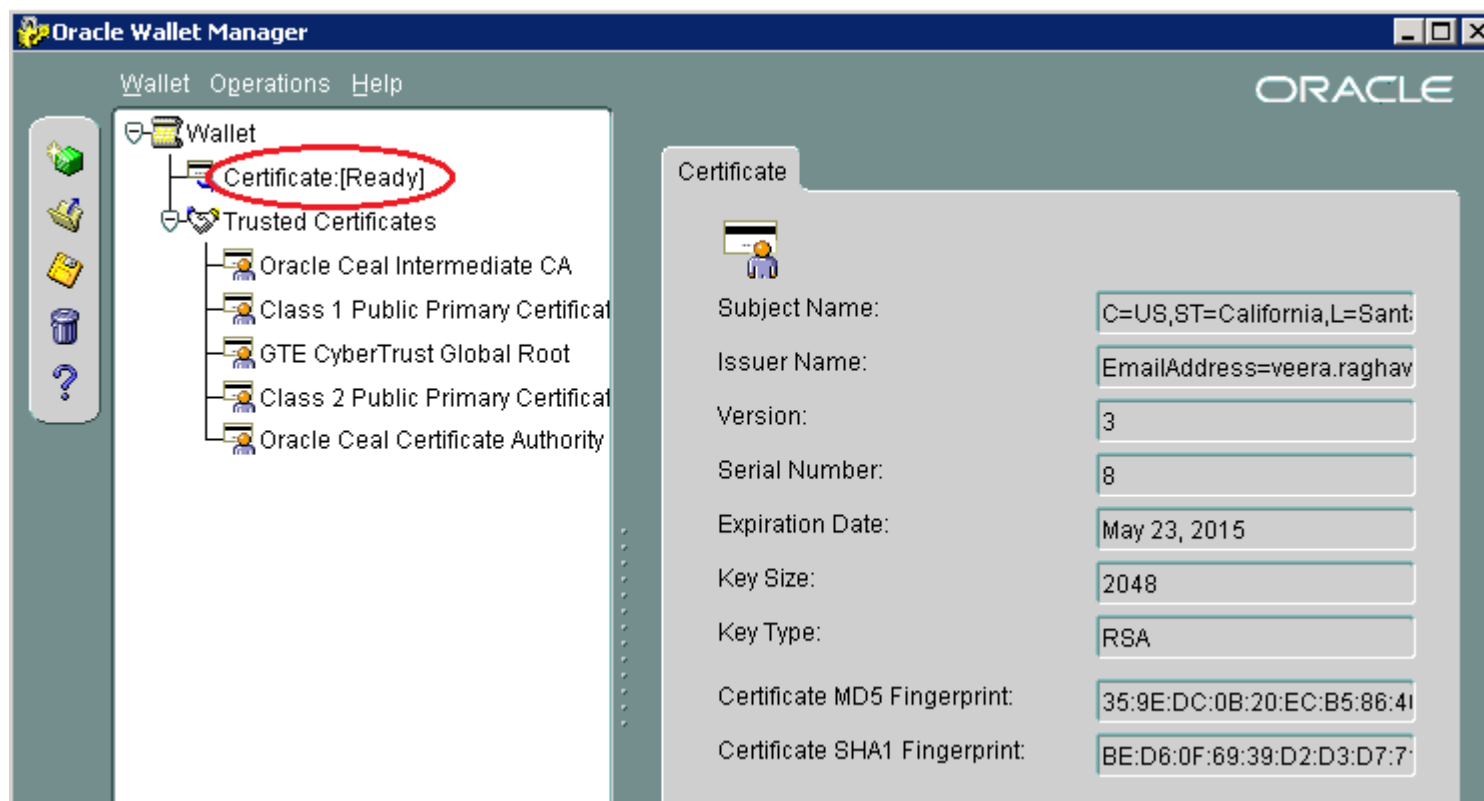 Oracle Wallet Manager
Wallet Operations Help
ORACLE
Wallet
Certificate:[Ready]
Trusted Certificates
Oracle Ceal Intermediate CA
Class 1 Public Primary Certificat
GTE CyberTrust Global Root
Class 2 Public Primary Certificat
Oracle Ceal Certificate Authority
Certificate
Subject Name: C=US,ST=California,L=Sant
Issuer Name: EmailAddress=veera.raghav
Version: 3
Serial Number: 8
Expiration Date: May 23, 2015
Key Size: 2048
Key Type: RSA
Certificate MD5 Fingerprint: 35:9E:DC:0B:20:EC:B5:86:4
Certificate SHA1 Fingerprint: BE:D6:0F:69:39:D2:D3:D7:7